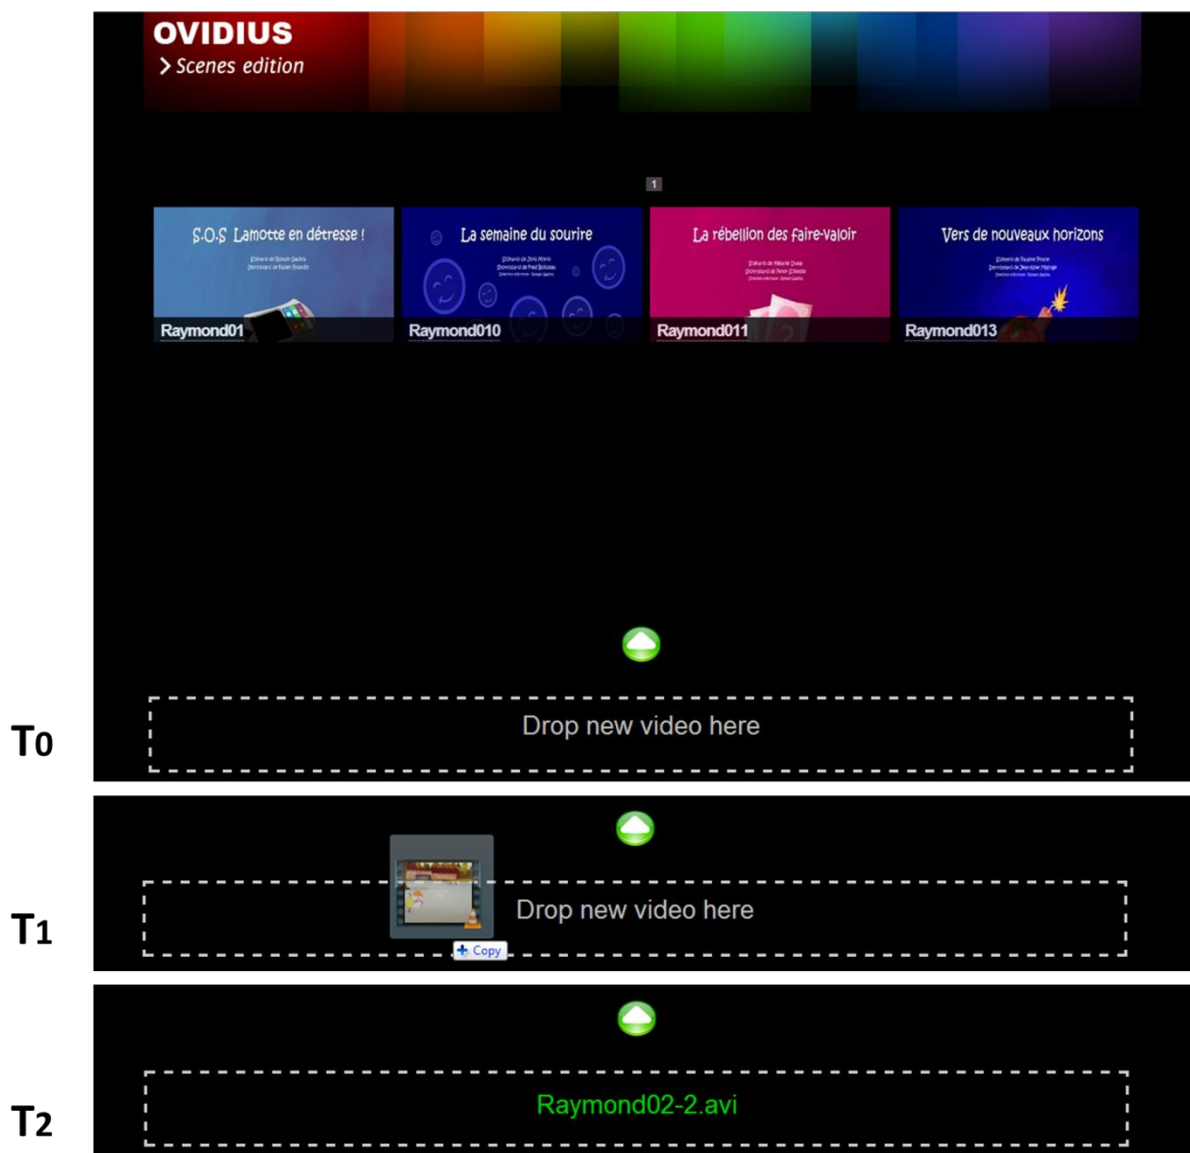 OVIDIUS
Scenes edition
1
S.O.S Lamotte en détresse !
La semaine du sourire
La rébellion des faire-valoir
Vers de nouveaux horizons
Raymond01
Raymond010
Raymond011
Raymond013
T0
Drop new video here
T1
Drop new video here
Copy
T2
Raymond02-2.avi